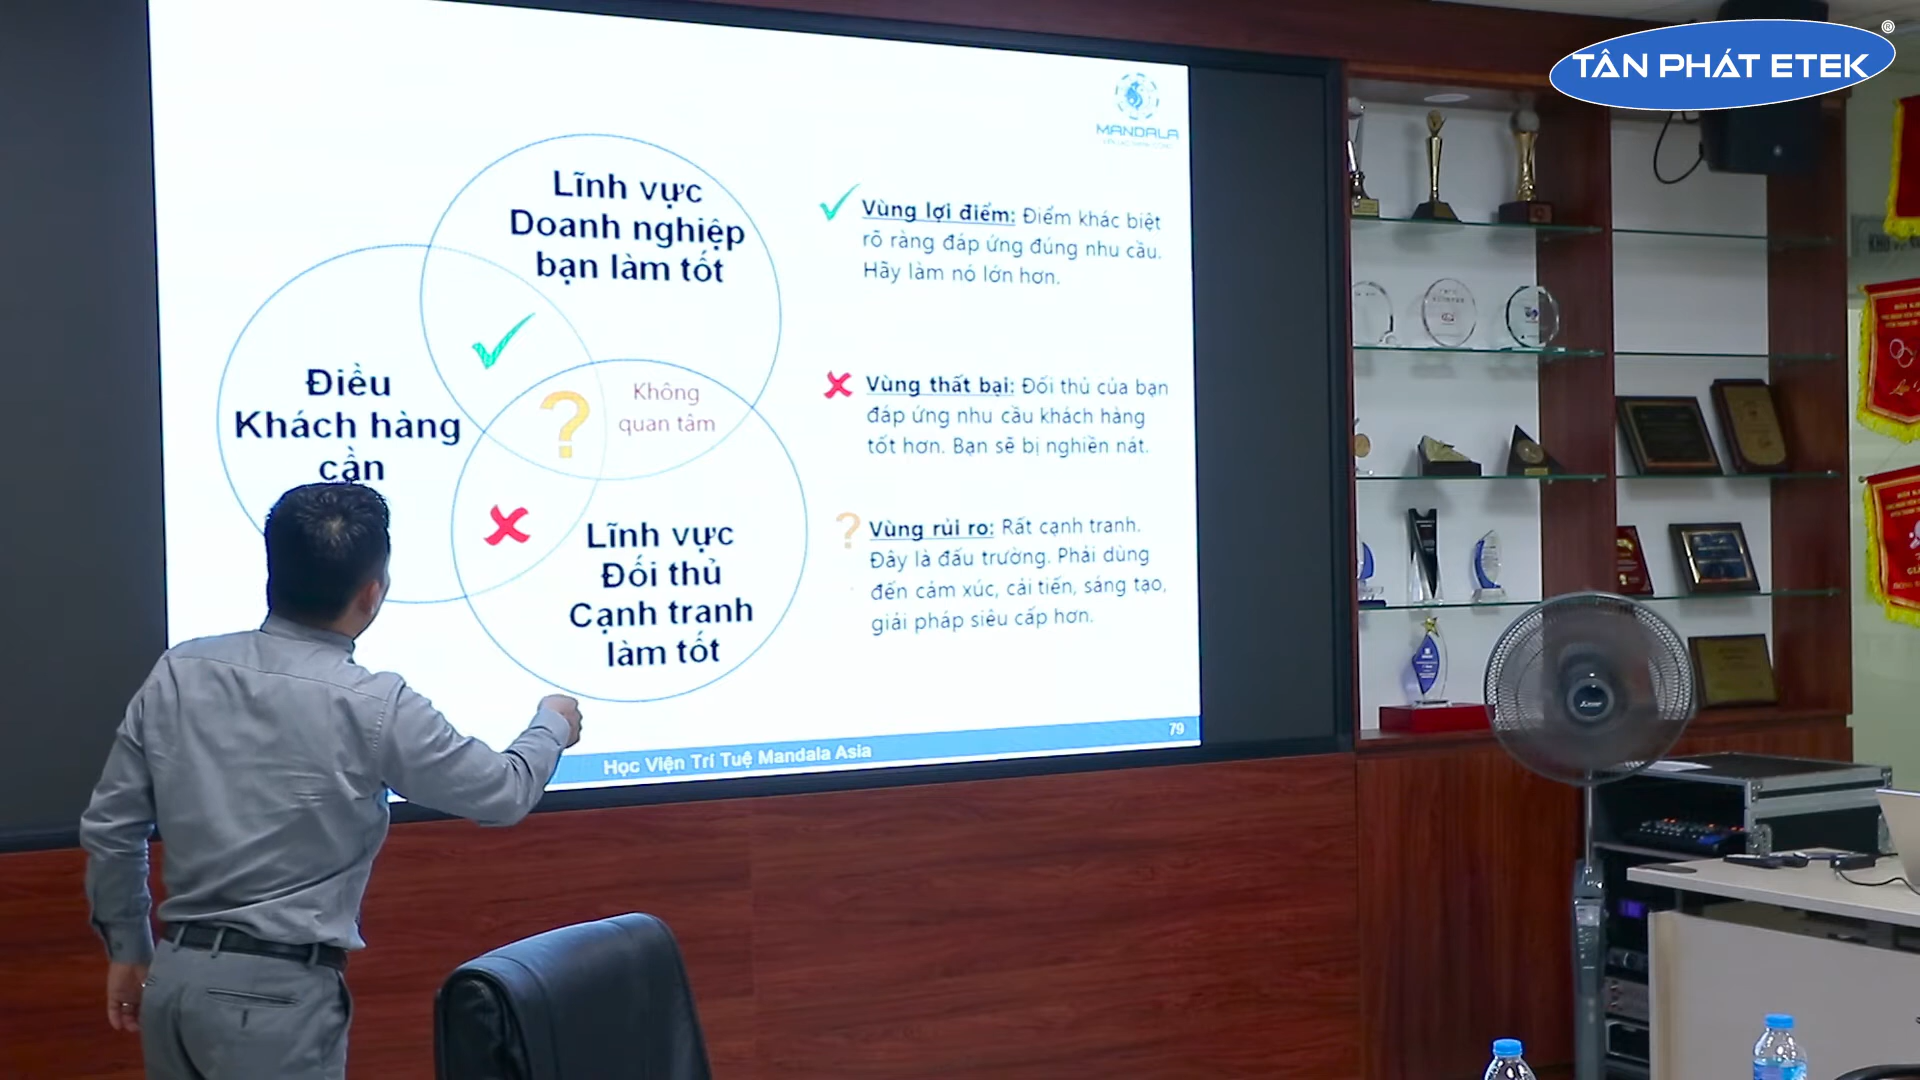 TÂN PHÁT ETEK
®
MANDALA
Lĩnh vực
Doanh nghiệp
bạn làm tốt
Điều
Khách hàng
cần
?
Không
quan tâm
Lĩnh vực
Đối thủ
Cạnh tranh
làm tốt
Vùng lợi điểm: Điểm khác biệt
rõ ràng đáp ứng đúng nhu cầu.
Hãy làm nó lớn hơn.
Vùng thất bại: Đối thủ của bạn
đáp ứng nhu cầu khách hàng
tốt hơn. Bạn sẽ bị nghiền nát.
? Vùng rủi ro: Rất cạnh tranh.
Đây là đấu trường. Phải dùng
đến cảm xúc, cải tiến, sáng tạo,
giải pháp siêu cấp hơn.
Học Viện Trí Tuệ Mandala Asia
79